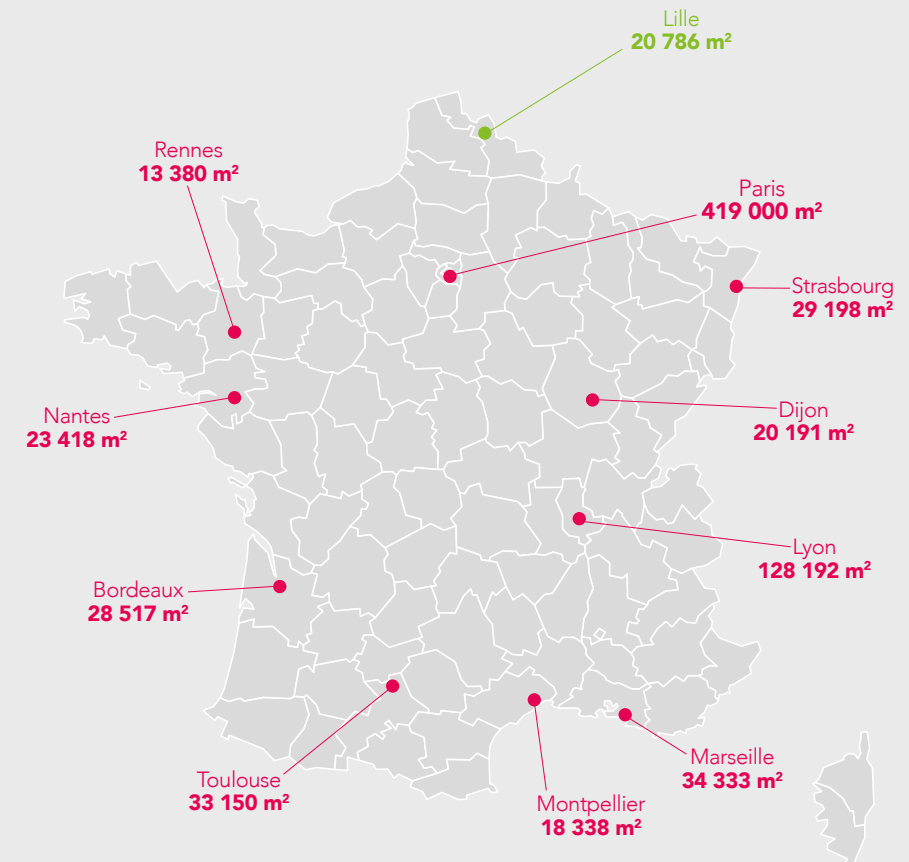 Lille
20 786 m²
Rennes
13 380 m²
Paris
419 000 m²
Strasbourg
29 198 m²
Nantes
23 418 m²
Dijon
20 191 m²
Lyon
128 192 m²
Bordeaux
28 517 m²
Marseille
34 333 m²
Toulouse
33 150 m²
Montpellier
18 338 m²